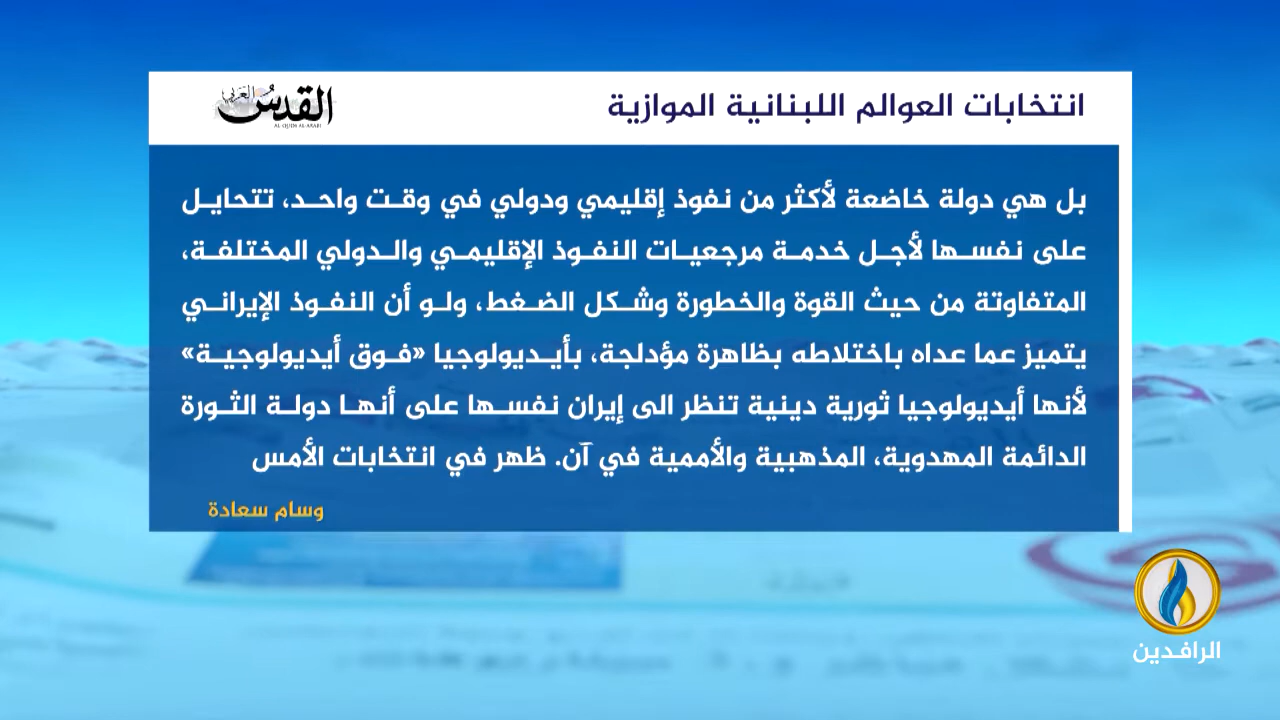 انتخابات العوالم اللبنانية الموازية
القدس العربي
AL-QUDS AL-ARABI
بل هي دولة خاضعة لأكثر من نفوذ إقليمي ودولي في وقت واحد، تتحايل
على نفسها لأجل خدمة مرجعيات النفوذ الإقليمي والدولي المختلفة،
المتفاوتة من حيث القوة والخطورة وشكل الضغط، ولو أن النفوذ الإيراني
يتميز عما عداه باختلاطه بظاهرة مؤدلجة، بأيديولوجيا «فوق أيديولوجية»
لأنها أيديولوجيا ثورية دينية تنظر الى إيران نفسها على أنها دولة الثورة
الدائمة المهدوية، المذهبية والأممية في آن. ظهر في انتخابات الأمس
وسام سعادة
الرافدين